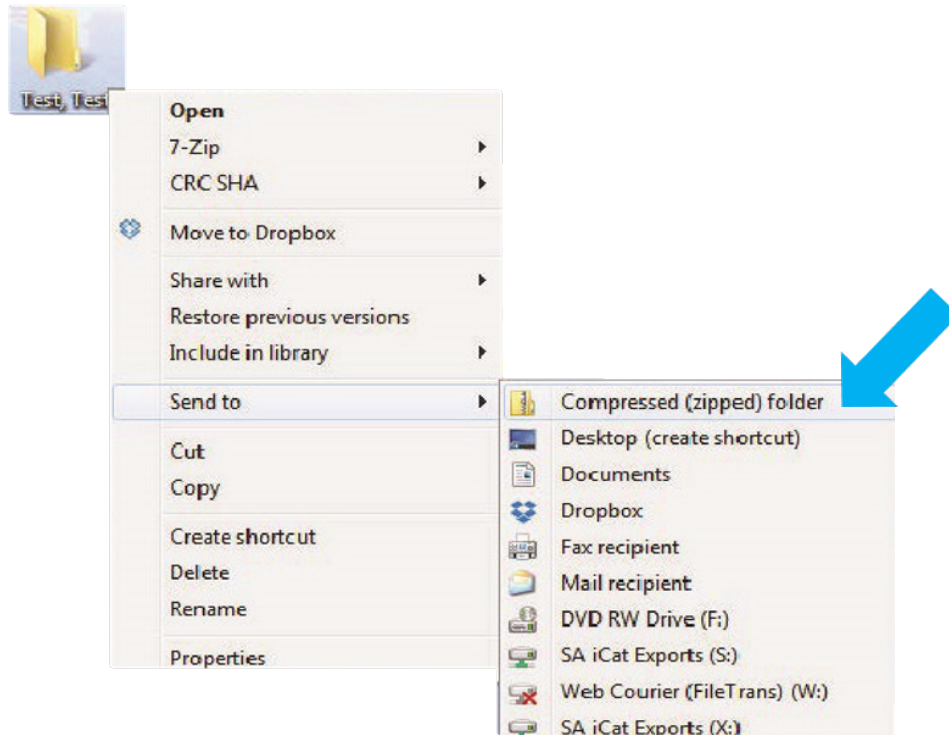 Test, Test
Open
7-Zip
CRC SHA
Move to Dropbox
Share with
Restore previous versions
Include in library
Send to
Cut
Copy
Create shortcut
Delete
Rename
Properties
Compressed (zipped) folder
Desktop (create shortcut)
Documents
Dropbox
Fax recipient
Mail recipient
DVD RW Drive (F:)
SA iCat Exports (S:)
Web Courier (FileTrans) (W:)
SA iCat Exports (X:)